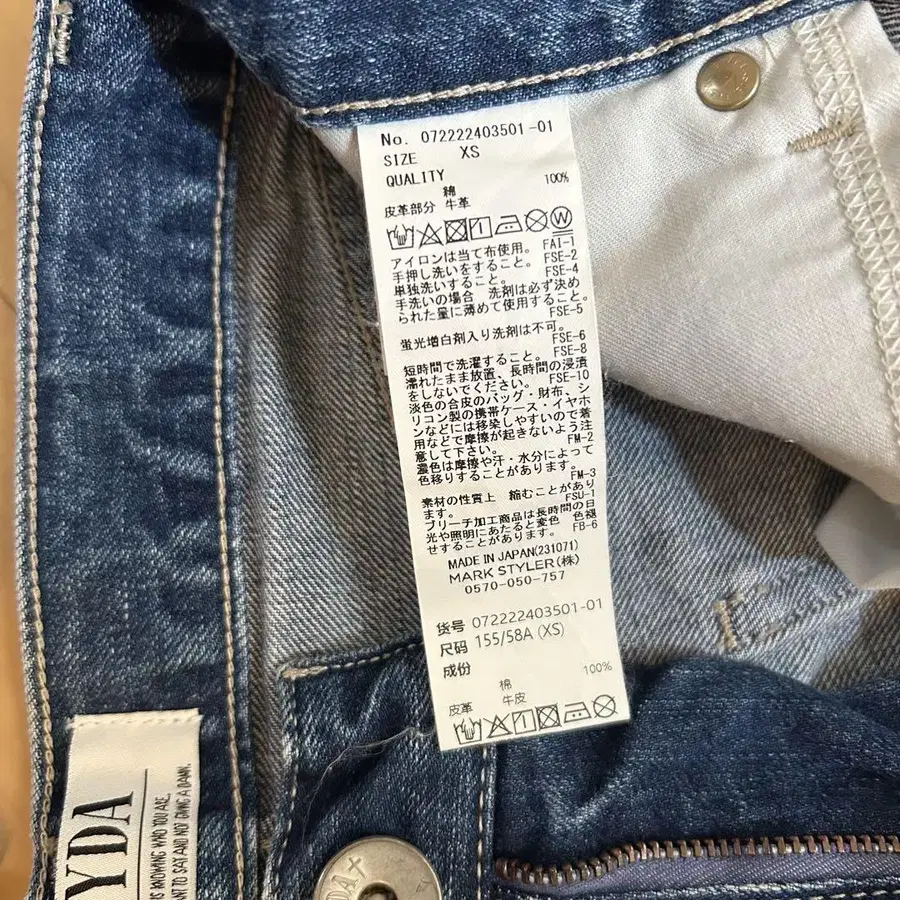 No. 072222403501-01
SIZE XS
QUALITY
綿 100%
皮革部分 牛革
アイロンは当て布使用。 FAI-1
手押し洗いをすること。 FSE-2
単独洗いすること。 FSE-4
手洗いの場合 洗剤は必ず決め
られた量に薄めて使用すること。
FSE-5
蛍光増白剤入り洗剤は不可。
FSE-6
短時間で洗濯すること。 FSE-8
濡れたまま放置、長時間の浸漬
をしないでください。 FSE-10
淡色の合皮のバッグ・財布、シ
リコン製の携帯ケース・イヤホ
ンなどには移染しやすいので着
用などで摩擦が起きないよう注
意して下さい。 FM-2
濃色は摩擦や汗・水分によって
色移りすることがあります。
FM-3
素材の性質上 縮むことがあり
ます。 FSU-1
ブリーチ加工商品は長時間の日
光や照明にあたると変色 色褪
せすることがあります。 FB-6
MADE IN JAPAN(231071)
MARK STYLER(株)
0570-050-757
货号 072222403501-01
尺码 155/58A (XS)
成份
棉 100%
皮革 牛皮
YDA
S KNOWING WHO YOU ARE,
ANT TO SAY AND NOT GIVING A DAMN.
DA+